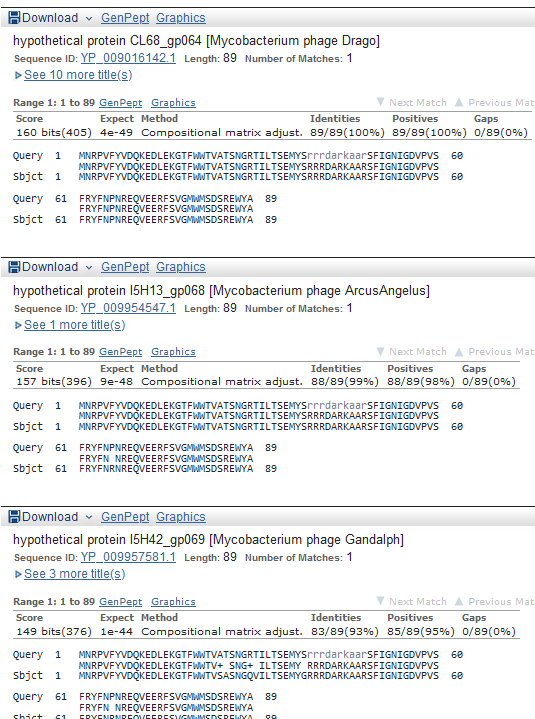 Download GenPept Graphics
hypothetical protein CL68_gp064 [Mycobacterium phage Drago]
Sequence ID: YP_009016142.1 Length: 89 Number of Matches: 1
See 10 more title(s)
Range 1: 1 to 89 GenPept Graphics Next Match Previous Mat
Score Expect Method Identities Positives Gaps
160 bits(405) 4e-49 Compositional matrix adjust. 89/89(100%) 89/89(100%) 0/89(0%)
Query 1 MNRPVFYVDQKEDLEKGTFWWTVATSNGRTILTSEMYSrrrdarkaarSFIGNIGDVPVS 60
MNRPVFYVDQKEDLEKGTFWWTVATSNGRTILTSEMYSRRRDARKAARSFIGNIGDVPVS
Sbjct 1 MNRPVFYVDQKEDLEKGTFWWTVATSNGRTILTSEMYSRRRDARKAARSFIGNIGDVPVS 60
Query 61 FRYFNPNREQVEERFSVGMWMSDSREWYA 89
FRYFNPNREQVEERFSVGMWMSDSREWYA
Sbjct 61 FRYFNPNREQVEERFSVGMWMSDSREWYA 89
Download GenPept Graphics
hypothetical protein I5H13_gp068 [Mycobacterium phage ArcusAngelus]
Sequence ID: YP_009954547.1 Length: 89 Number of Matches: 1
See 1 more title(s)
Range 1: 1 to 89 GenPept Graphics Next Match Previous Mat
Score Expect Method Identities Positives Gaps
157 bits(396) 9e-48 Compositional matrix adjust. 88/89(99%) 88/89(98%) 0/89(0%)
Query 1 MNRPVFYVDQKEDLEKGTFWWTVATSNGRTILTSEMYSrrrdarkaarSFIGNIGDVPVS 60
MNRPVFYVDQKEDLEKGTFWWTVATSNGRTILTSEMYSRRRDARKAARSFIGNIGDVPVS
Sbjct 1 MNRPVFYVDQKEDLEKGTFWWTVATSNGRTILTSEMYSRRRDARKAARSFIGNIGDVPVS 60
Query 61 FRYFNPNREQVEERFSVGMWMSDSREWYA 89
FRYFN NREQVEERFSVGMWMSDSREWYA
Sbjct 61 FRYFNRNREQVEERFSVGMWMSDSREWYA 89
Download GenPept Graphics
hypothetical protein I5H42_gp069 [Mycobacterium phage Gandalph]
Sequence ID: YP_009957581.1 Length: 89 Number of Matches: 1
See 3 more title(s)
Range 1: 1 to 89 GenPept Graphics Next Match Previous Mat
Score Expect Method Identities Positives Gaps
149 bits(376) 1e-44 Compositional matrix adjust. 83/89(93%) 85/89(95%) 0/89(0%)
Query 1 MNRPVFYVDQKEDLEKGTFWWTVATSNGRTILTSEMYSrrrdarkaarSFIGNIGDVPVS 60
MNRPVFYVDQKEDLEKGTFWWTV+ SNG+ ILTSEMY RRRDARKAARSFIGNIGDVPVS
Sbjct 1 MNRPVFYVDQKEDLEKGTFWWTVSASNGQVILTSEMYGRRRDARKAARSFIGNIGDVPVS 60
Query 61 FRYFNPNREQVEERFSVGMWMSDSREWYA 89
FRYFN NREQVEERFSVGMWMSDSREWYA